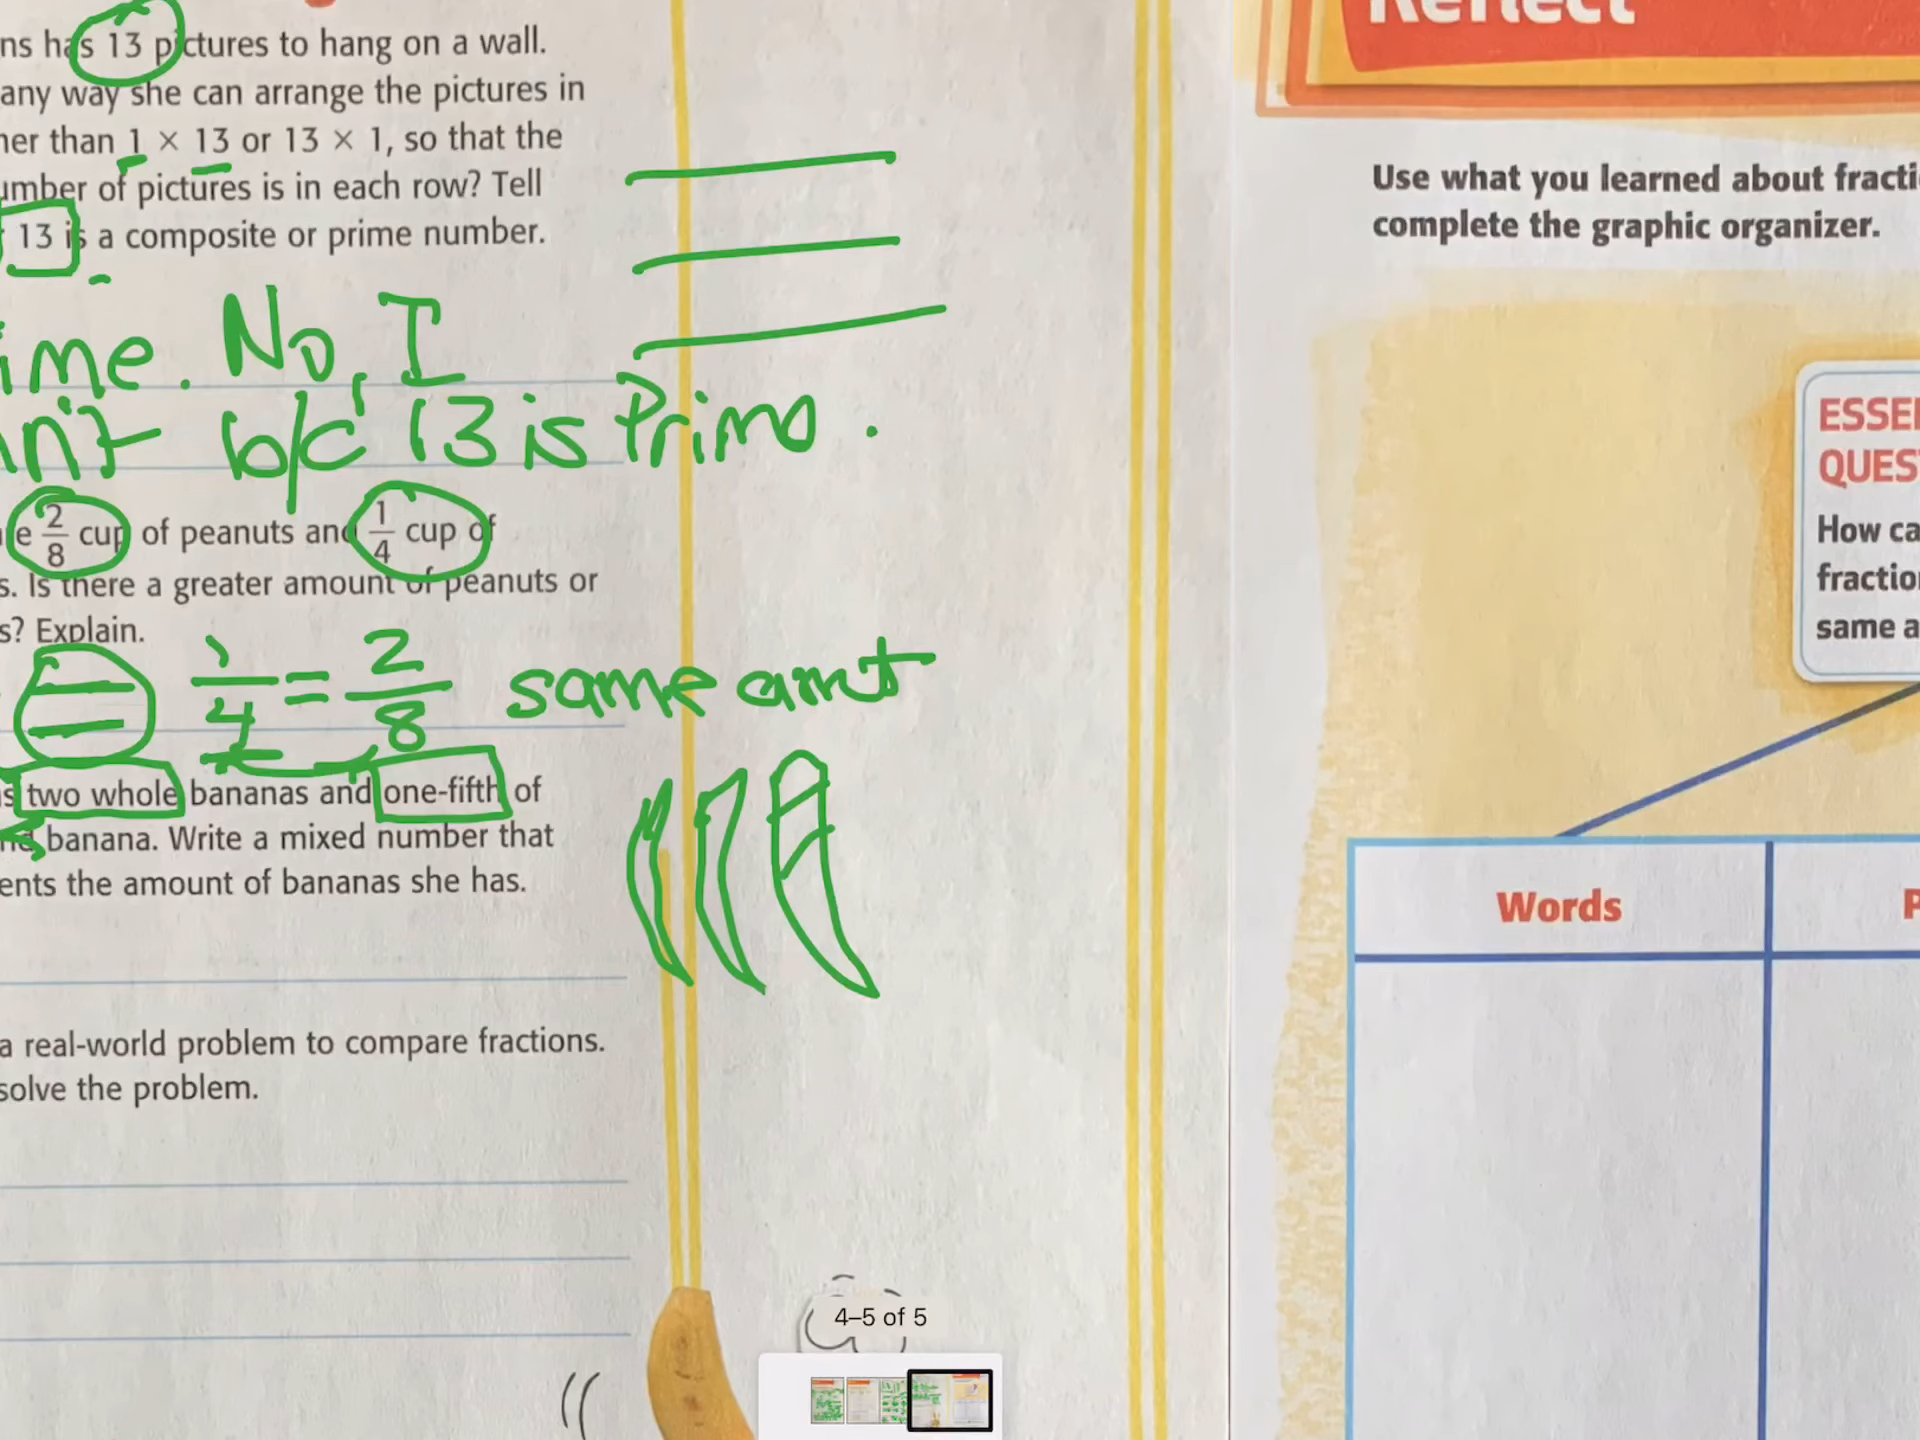 ns has 13 pictures to hang on a wall.
any way she can arrange the pictures in
her than 1 × 13 or 13 × 1, so that the
umber of pictures is in each row? Tell
13 is a composite or prime number.
ime. No, I
an't b/c 13 is Prime.
e 2/8 cup of peanuts and 1/4 cup of
s. Is there a greater amount of peanuts or
s? Explain.
1/4 = 2/8 same amt
s two whole bananas and one-fifth of
banana. Write a mixed number that
ents the amount of bananas she has.
a real-world problem to compare fractions.
solve the problem.
Reflect
Use what you learned about fracti
complete the graphic organizer.
ESSEN
QUEST
How ca
fraction
same a
Words
P
4–5 of 5